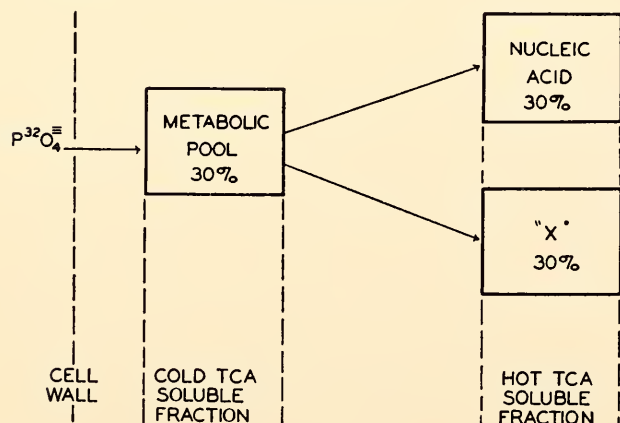 NUCLEIC
ACID
30%
P³²O₄≡
METABOLIC
POOL
30%
"X"
30%
CELL
WALL
COLD TCA
SOLUBLE
FRACTION
HOT TCA
SOLUBLE
FRACTION